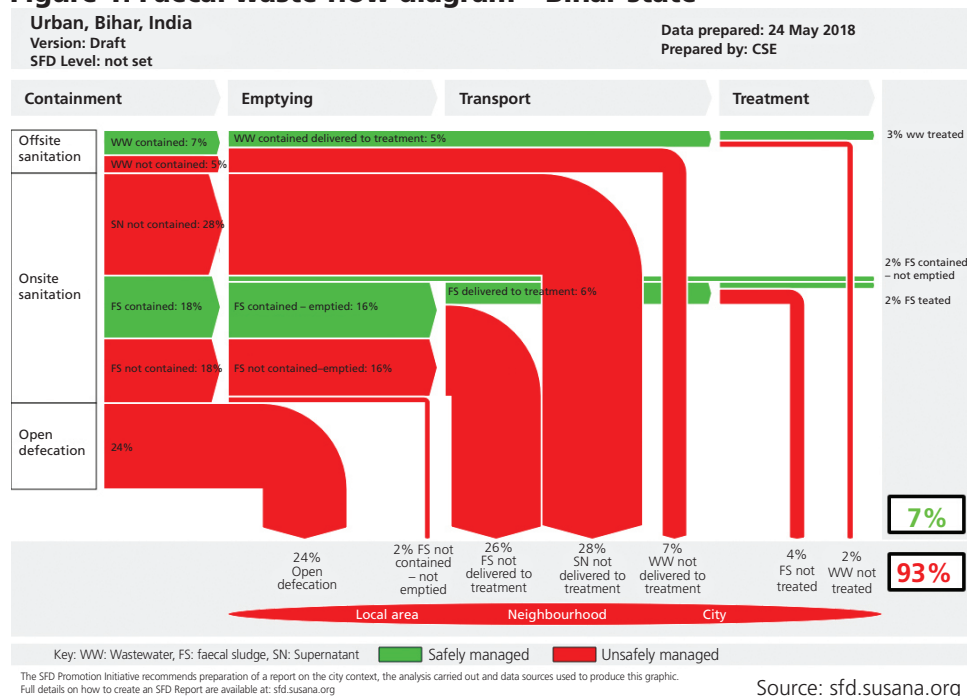 Figure 4: Faecal waste flow diagram – Bihar state
Urban, Bihar, India
Version: Draft
SFD Level: not set
Data prepared: 24 May 2018
Prepared by: CSE
Containment
Emptying
Transport
Treatment
Offsite
sanitation
WW contained: 7%
WW contained delivered to treatment: 5%
3% ww treated
WW not contained: 5%
Onsite
sanitation
SN not contained: 28%
2% FS contained
– not emptied
FS contained: 18%
FS contained – emptied: 16%
FS delivered to treatment: 6%
2% FS teated
FS not contained: 18%
FS not contained–emptied: 16%
Open
defecation
24%
7%
93%
24%
Open
defecation
2% FS not
contained
– not
emptied
26%
FS not
delivered to
treatment
28%
SN not
delivered to
treatment
7%
WW not
delivered to
treatment
4%
FS not
treated
2%
WW not
treated
Local area
Neighbourhood
City
Key: WW: Wastewater, FS: faecal sludge, SN: Supernatant
Safely managed
Unsafely managed
The SFD Promotion Initiative recommends preparation of a report on the city context, the analysis carried out and data sources used to produce this graphic.
Full details on how to create an SFD Report are available at: sfd.susana.org
Source: sfd.susana.org